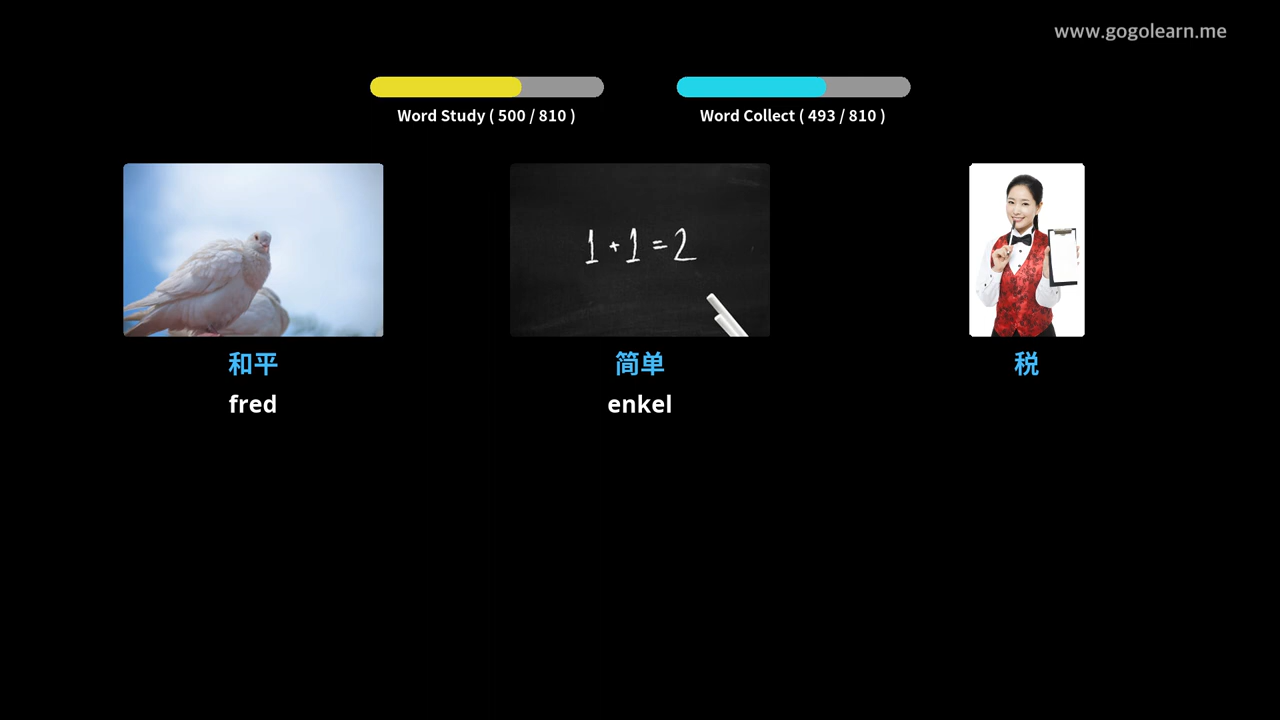 www.gogolearn.me
Word Study ( 500 / 810 )
Word Collect ( 493 / 810 )
1+1=2
和平
简单
税
fred
enkel